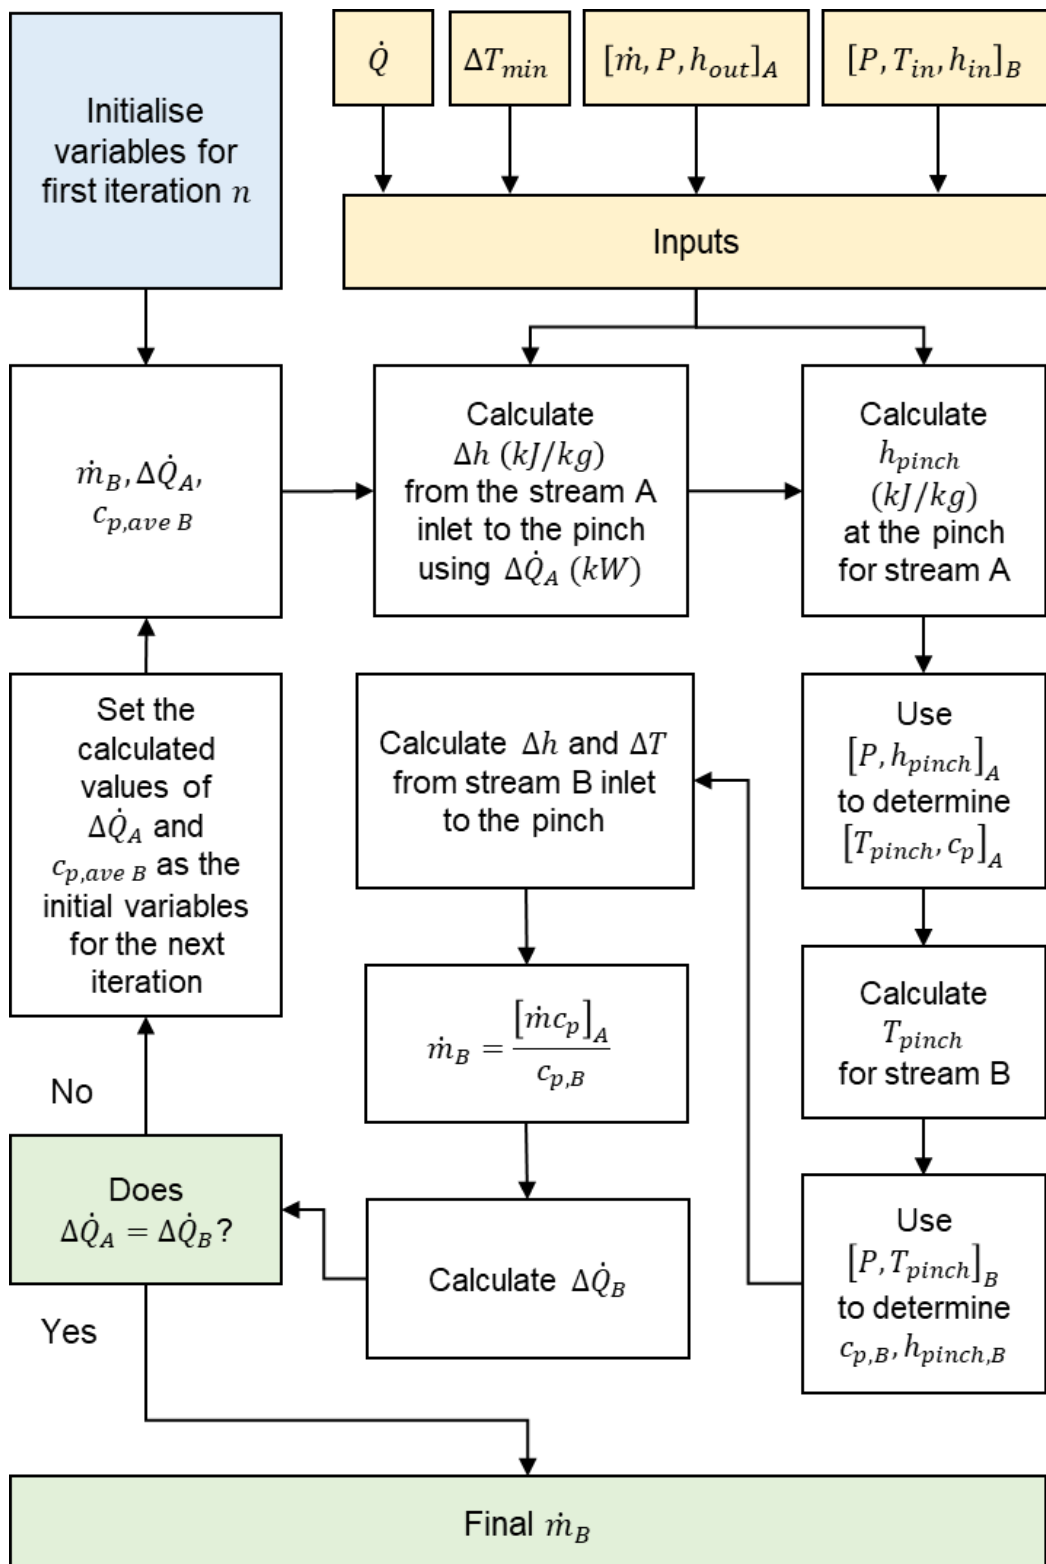 Initialise
variables for
first iteration n
Q̇
ΔT_min
[ṁ, P, h_out]_A
[P, T_in, h_in]_B
Inputs
ṁ_B, ΔQ̇_A,
c_p,ave B
Calculate
Δh (kJ/kg)
from the stream A
inlet to the pinch
using ΔQ̇_A (kW)
Calculate
h_pinch
(kJ/kg)
at the pinch
for stream A
Use
[P, h_pinch]_A
to determine
[T_pinch, c_p]_A
Calculate
T_pinch
for stream B
Use
[P, T_pinch]_B
to determine
c_p,B, h_pinch,B
Calculate Δh and ΔT
from stream B inlet
to the pinch
ṁ_B = [ṁc_p]_A / c_p,B
Calculate ΔQ̇_B
Does
ΔQ̇_A = ΔQ̇_B?
No
Set the
calculated
values of
ΔQ̇_A and
c_p,ave B as the
initial variables
for the next
iteration
Yes
Final ṁ_B